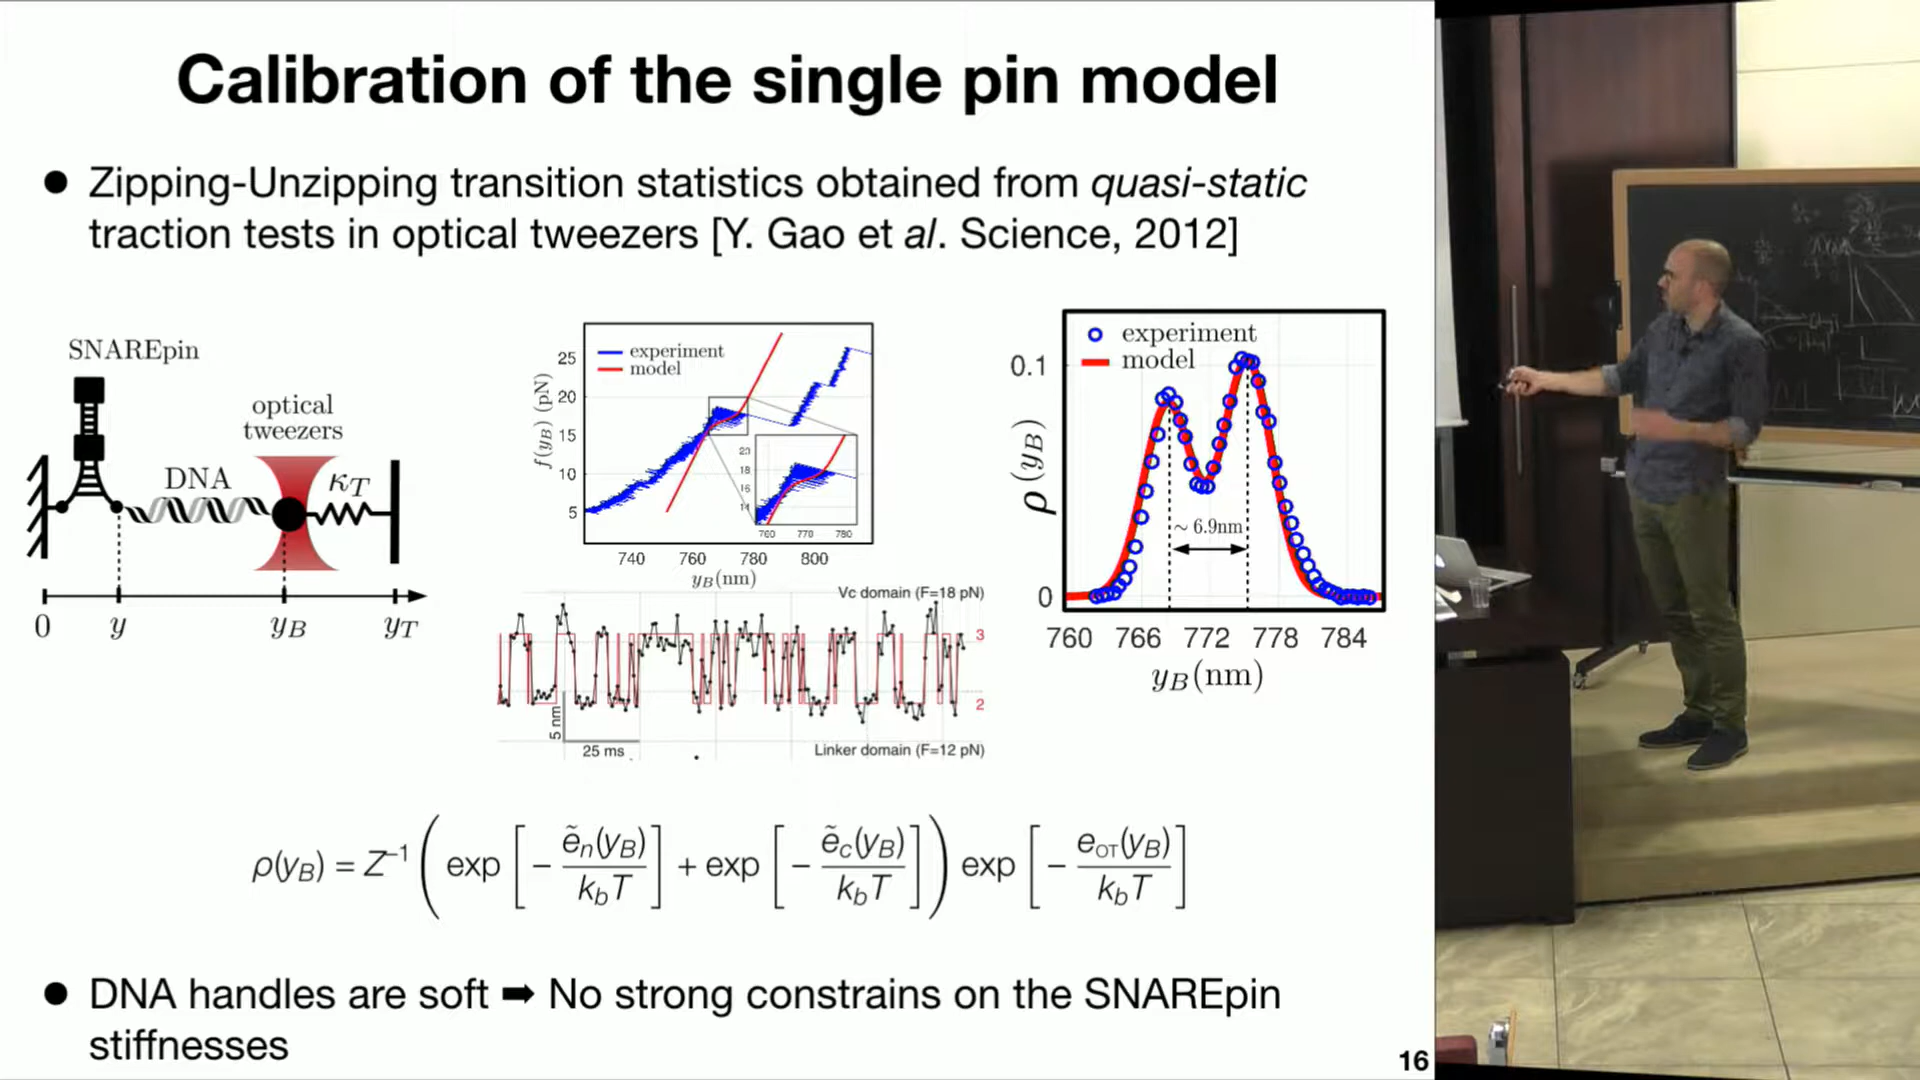 Calibration of the single pin model
● Zipping-Unzipping transition statistics obtained from quasi-static
traction tests in optical tweezers [Y. Gao et al. Science, 2012]
SNAREpin
optical
tweezers
DNA
κT
0 y yB yT
experiment
model
f(yB) (pN)
25
20
15
10
5
740 760 780 800
yB(nm)
20
18
16
14
760 770 780
Vc domain (F=18 pN)
3
2
5 nm
25 ms
Linker domain (F=12 pN)
experiment
model
ρ(yB)
0.1
0
~ 6.9nm
760 766 772 778 784
yB(nm)
ρ(yB) = Z⁻¹ ( exp [ − ẽn(yB) / kbT ] + exp [ − ẽc(yB) / kbT ] ) exp [ − eOT(yB) / kbT ]
● DNA handles are soft ➡ No strong constrains on the SNAREpin
stiffnesses
16